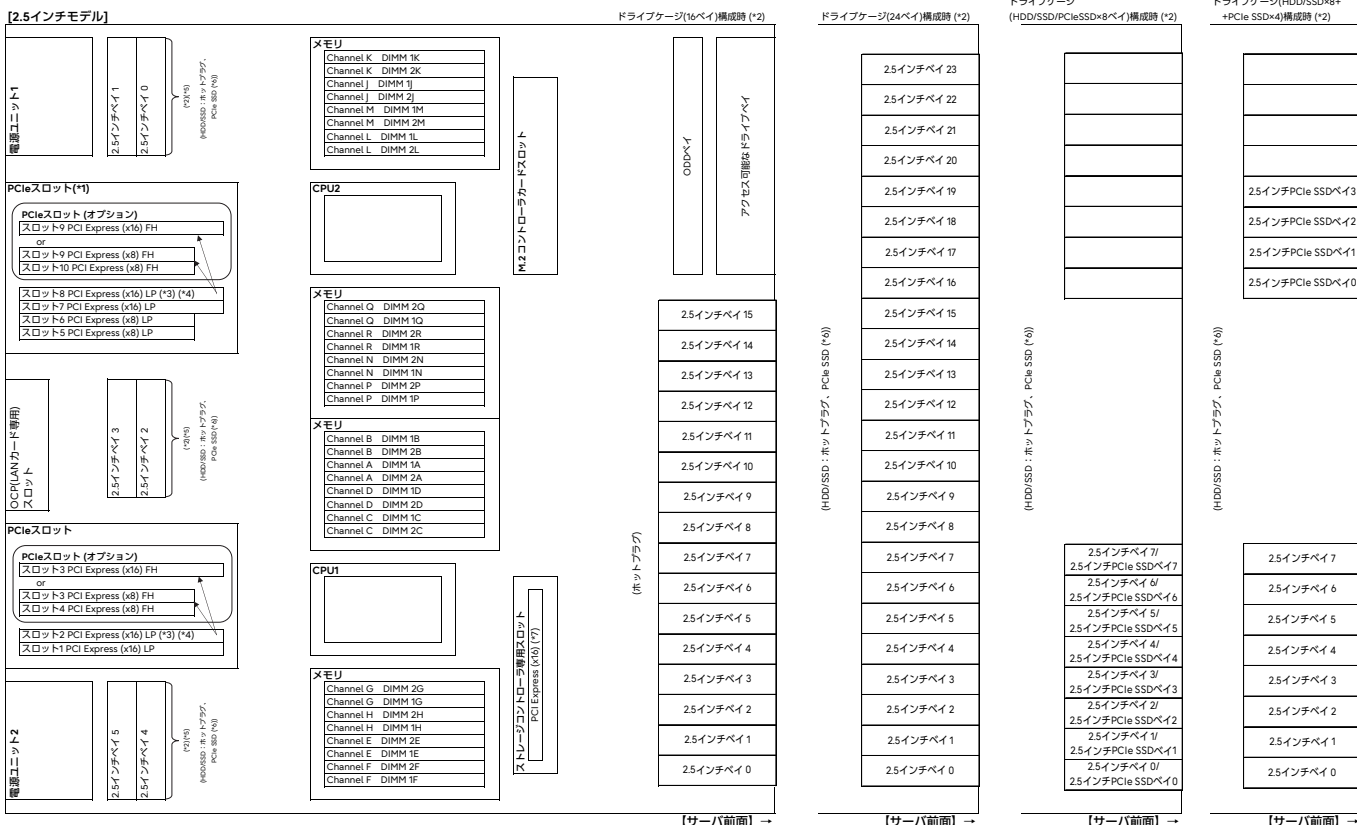 [2.5インチモデル]
電源ユニット1
2.5インチベイ 1
2.5インチベイ 0
(*2)(*5)
(HDD/SSD:ホットプラグ、
PCIe SSD (*6))
PCIeスロット(*1)
PCIeスロット (オプション)
スロット9 PCI Express (x16) FH
or
スロット9 PCI Express (x8) FH
スロット10 PCI Express (x8) FH
スロット8 PCI Express (x16) LP (*3) (*4)
スロット7 PCI Express (x16) LP
スロット6 PCI Express (x8) LP
スロット5 PCI Express (x8) LP
OCP(LANカード専用)
スロット
2.5インチベイ 3
2.5インチベイ 2
(*2)(*5)
(HDD/SSD:ホットプラグ、
PCIe SSD(*6))
PCIeスロット
PCIeスロット (オプション)
スロット3 PCI Express (x16) FH
or
スロット3 PCI Express (x8) FH
スロット4 PCI Express (x8) FH
スロット2 PCI Express (x16) LP (*3) (*4)
スロット1 PCI Express (x16) LP
電源ユニット2
2.5インチベイ 5
2.5インチベイ 4
(*2)(*5)
(HDD/SSD:ホットプラグ、
PCIe SSD (*6))
メモリ
Channel K DIMM 1K
Channel K DIMM 2K
Channel J DIMM 1J
Channel J DIMM 2J
Channel M DIMM 1M
Channel M DIMM 2M
Channel L DIMM 1L
Channel L DIMM 2L
CPU2
メモリ
Channel Q DIMM 2Q
Channel Q DIMM 1Q
Channel R DIMM 2R
Channel R DIMM 1R
Channel N DIMM 2N
Channel N DIMM 1N
Channel P DIMM 2P
Channel P DIMM 1P
メモリ
Channel B DIMM 1B
Channel B DIMM 2B
Channel A DIMM 1A
Channel A DIMM 2A
Channel D DIMM 1D
Channel D DIMM 2D
Channel C DIMM 1C
Channel C DIMM 2C
CPU1
メモリ
Channel G DIMM 2G
Channel G DIMM 1G
Channel H DIMM 2H
Channel H DIMM 1H
Channel E DIMM 2E
Channel E DIMM 1E
Channel F DIMM 2F
Channel F DIMM 1F
M.2 コントローラカードスロット
ストレージコントローラ専用スロット
PCI Express (x16) (*7)
ドライブケージ(16ベイ)構成時 (*2)
ODDベイ
アクセス可能なドライブベイ
(ホットプラグ)
2.5インチベイ 15
2.5インチベイ 14
2.5インチベイ 13
2.5インチベイ 12
2.5インチベイ 11
2.5インチベイ 10
2.5インチベイ 9
2.5インチベイ 8
2.5インチベイ 7
2.5インチベイ 6
2.5インチベイ 5
2.5インチベイ 4
2.5インチベイ 3
2.5インチベイ 2
2.5インチベイ 1
2.5インチベイ 0
【サーバ前面】→
ドライブケージ(24ベイ)構成時 (*2)
(HDD/SSD:ホットプラグ、PCIe SSD (*6))
2.5インチベイ 23
2.5インチベイ 22
2.5インチベイ 21
2.5インチベイ 20
2.5インチベイ 19
2.5インチベイ 18
2.5インチベイ 17
2.5インチベイ 16
2.5インチベイ 15
2.5インチベイ 14
2.5インチベイ 13
2.5インチベイ 12
2.5インチベイ 11
2.5インチベイ 10
2.5インチベイ 9
2.5インチベイ 8
2.5インチベイ 7
2.5インチベイ 6
2.5インチベイ 5
2.5インチベイ 4
2.5インチベイ 3
2.5インチベイ 2
2.5インチベイ 1
2.5インチベイ 0
【サーバ前面】→
ドライブケージ
(HDD/SSD/PCIeSSD×8ベイ)構成時 (*2)
(HDD/SSD:ホットプラグ、PCIe SSD (*6))
2.5インチベイ 7/
2.5インチPCIe SSDベイ7
2.5インチベイ 6/
2.5インチPCIe SSDベイ6
2.5インチベイ 5/
2.5インチPCIe SSDベイ5
2.5インチベイ 4/
2.5インチPCIe SSDベイ4
2.5インチベイ 3/
2.5インチPCIe SSDベイ3
2.5インチベイ 2/
2.5インチPCIe SSDベイ2
2.5インチベイ 1/
2.5インチPCIe SSDベイ1
2.5インチベイ 0/
2.5インチPCIe SSDベイ0
【サーバ前面】→
ドライブケージ(HDD/SSD×8+
+PCIe SSD×4)構成時 (*2)
(HDD/SSD:ホットプラグ、PCIe SSD (*6))
2.5インチPCIe SSDベイ3
2.5インチPCIe SSDベイ2
2.5インチPCIe SSDベイ1
2.5インチPCIe SSDベイ0
2.5インチベイ 7
2.5インチベイ 6
2.5インチベイ 5
2.5インチベイ 4
2.5インチベイ 3
2.5インチベイ 2
2.5インチベイ 1
2.5インチベイ 0
【サーバ前面】→